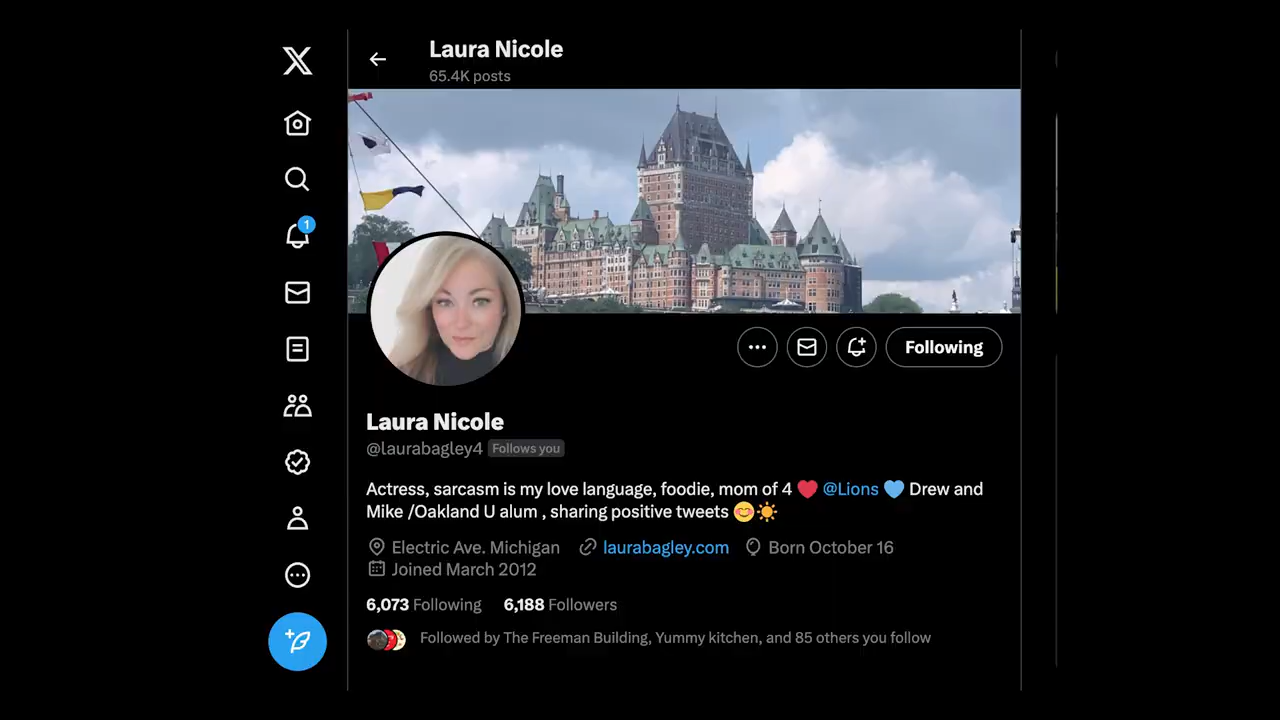 Laura Nicole
65.4K posts
1
Following
Laura Nicole
@laurabagley4 Follows you
Actress, sarcasm is my love language, foodie, mom of 4 ❤️ @Lions 🩵 Drew and
Mike /Oakland U alum , sharing positive tweets 😊☀️
Electric Ave. Michigan laurabagley.com Born October 16
Joined March 2012
6,073 Following 6,188 Followers
Followed by The Freeman Building, Yummy kitchen, and 85 others you follow